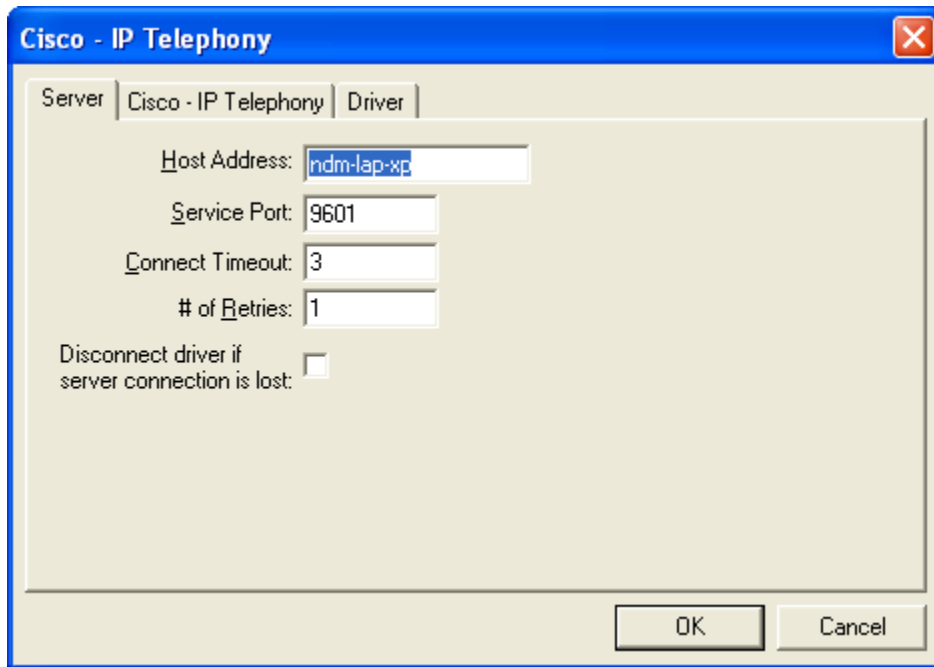 Cisco - IP Telephony
Server Cisco - IP Telephony Driver
Host Address: ndm-lap-xp
Service Port: 9601
Connect Timeout: 3
# of Retries: 1
Disconnect driver if
server connection is lost:
OK Cancel